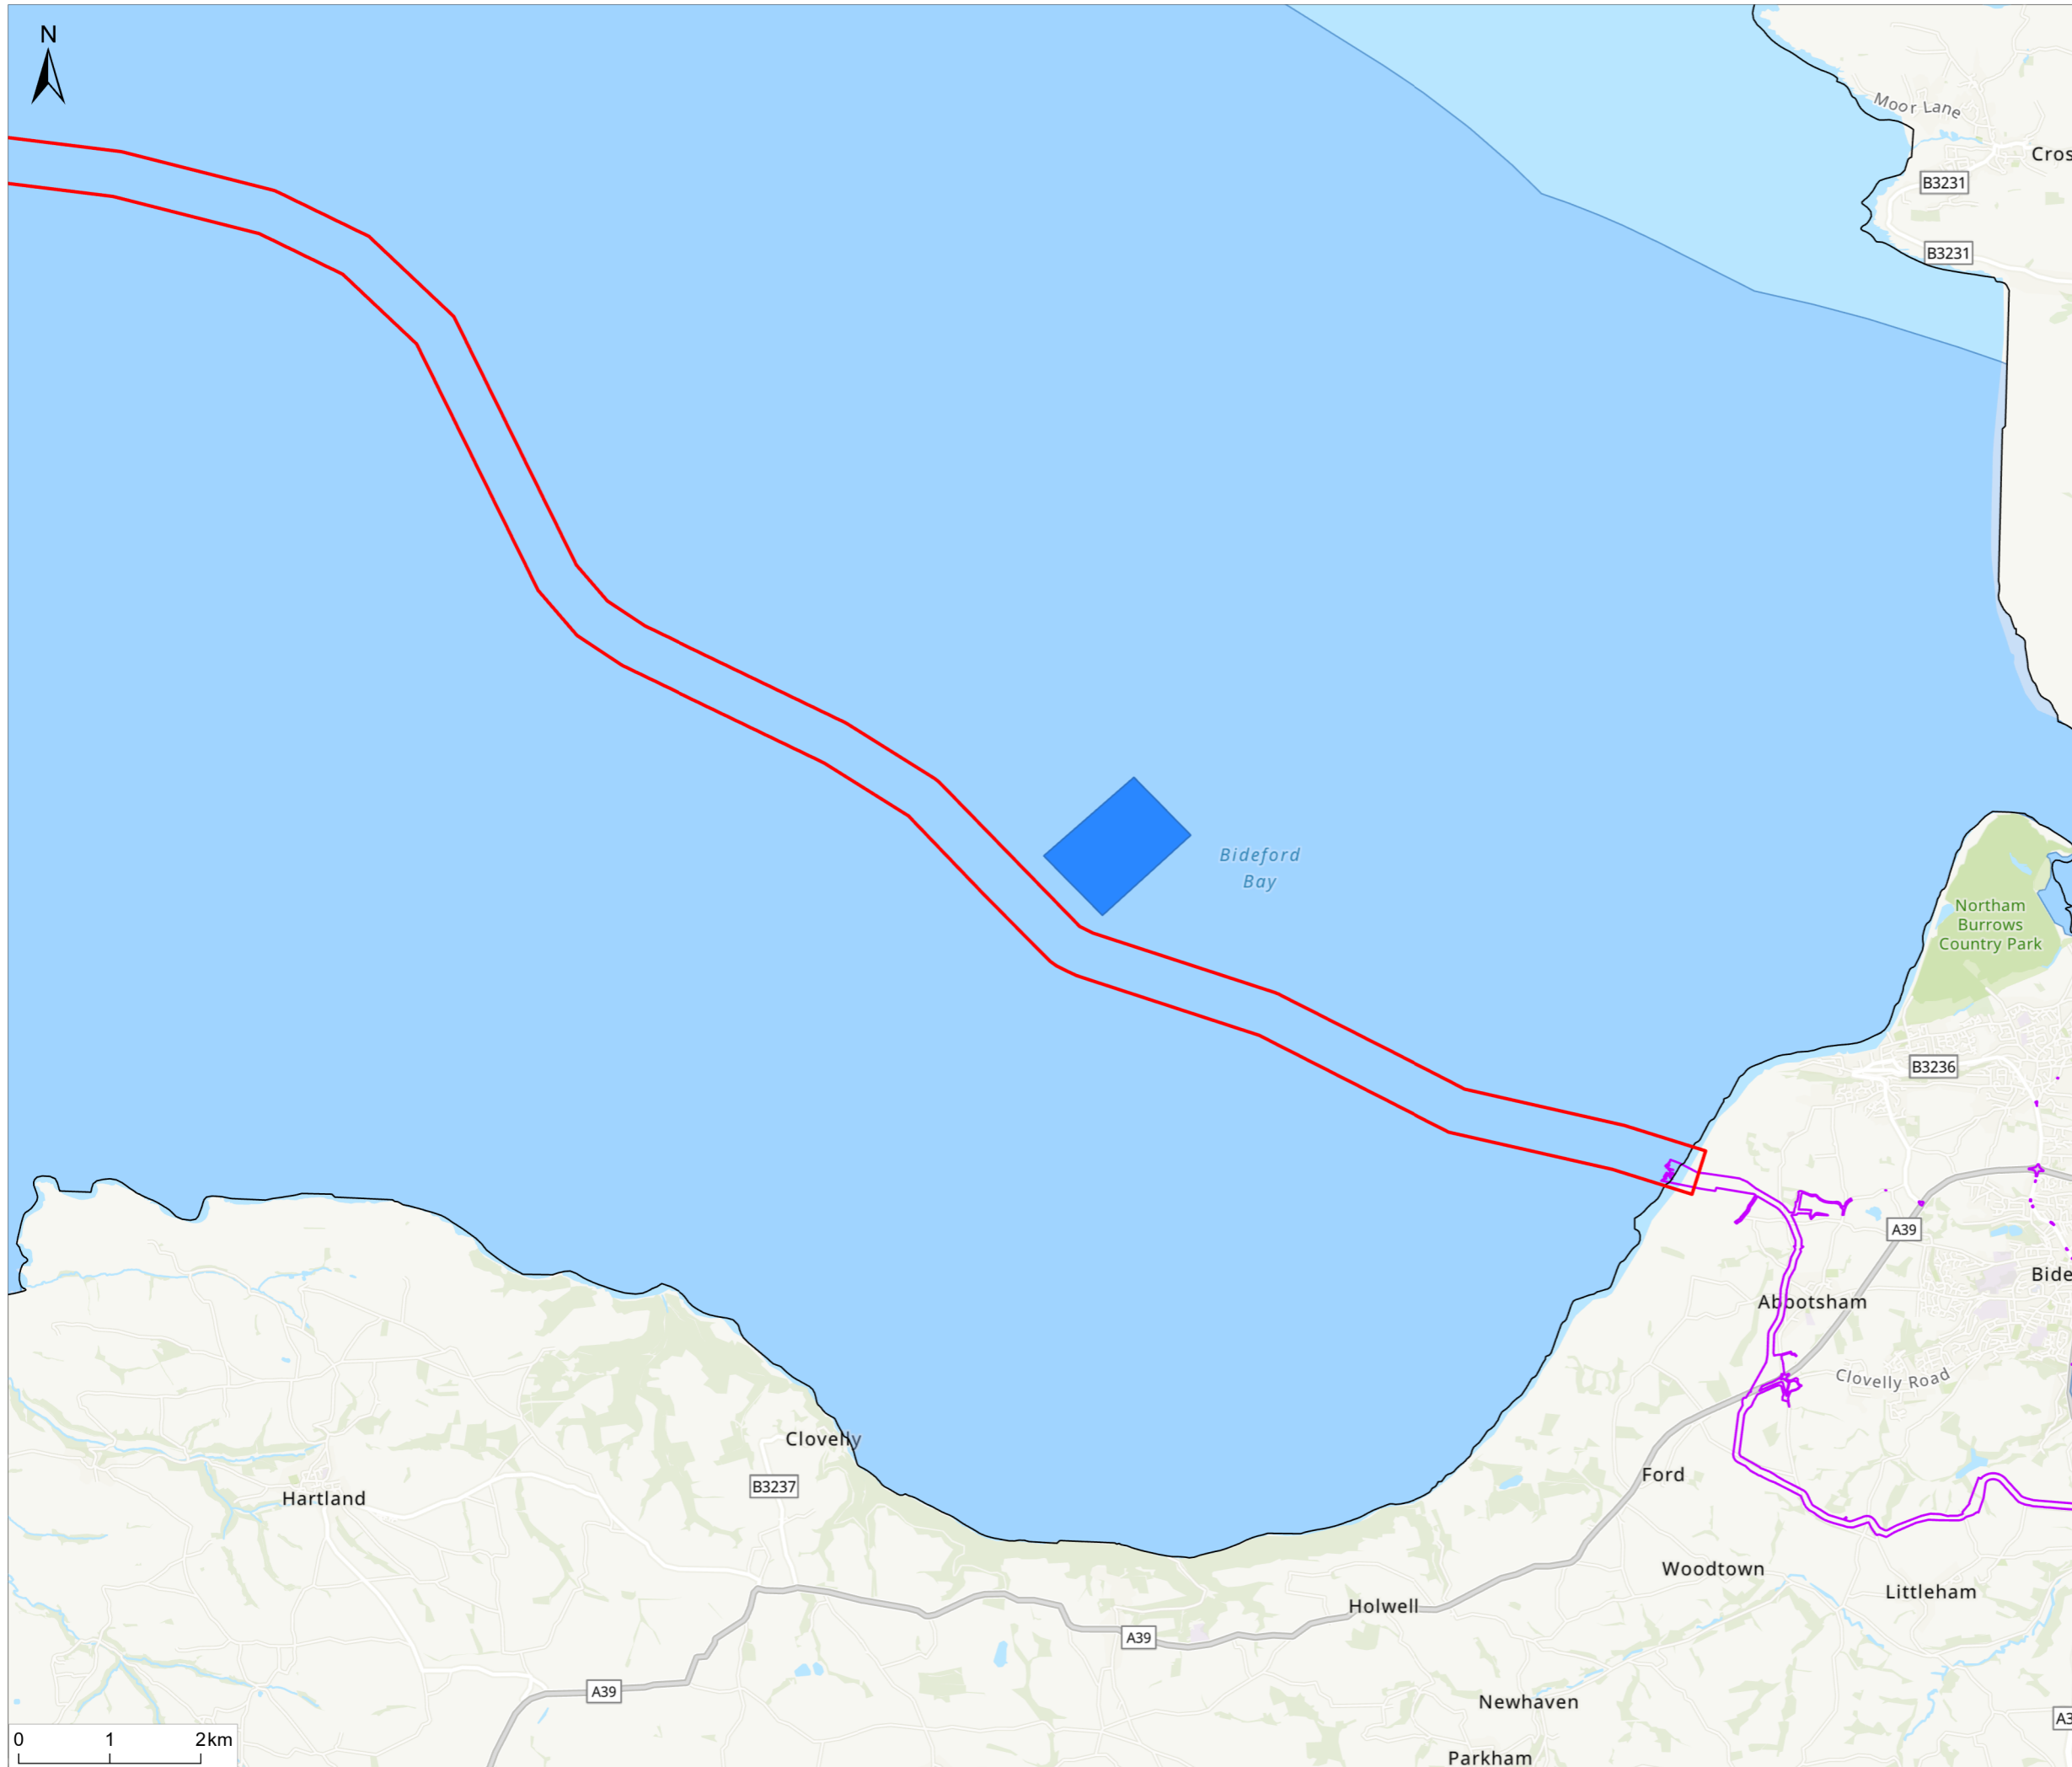 N
Moor Lane
Cros
B3231
B3231
Bideford
Bay
Northam
Burrows
Country Park
B3236
A39
Bide
Abbotsham
Clovelly Road
Clovelly
Ford
B3237
Hartland
Woodtown
Littleham
Holwell
A39
A39
Newhaven
A3
0 1 2km
Parkham